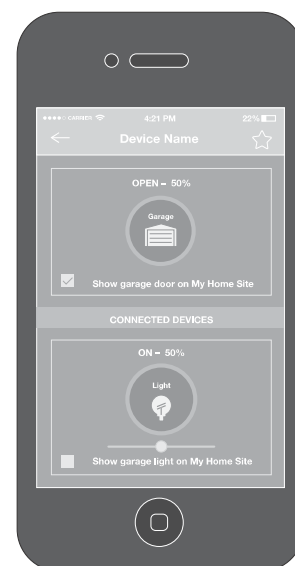 CARRIER 4:21 PM 22%
Device Name
OPEN – 50%
Garage
Show garage door on My Home Site
CONNECTED DEVICES
ON – 50%
Light
Show garage light on My Home Site